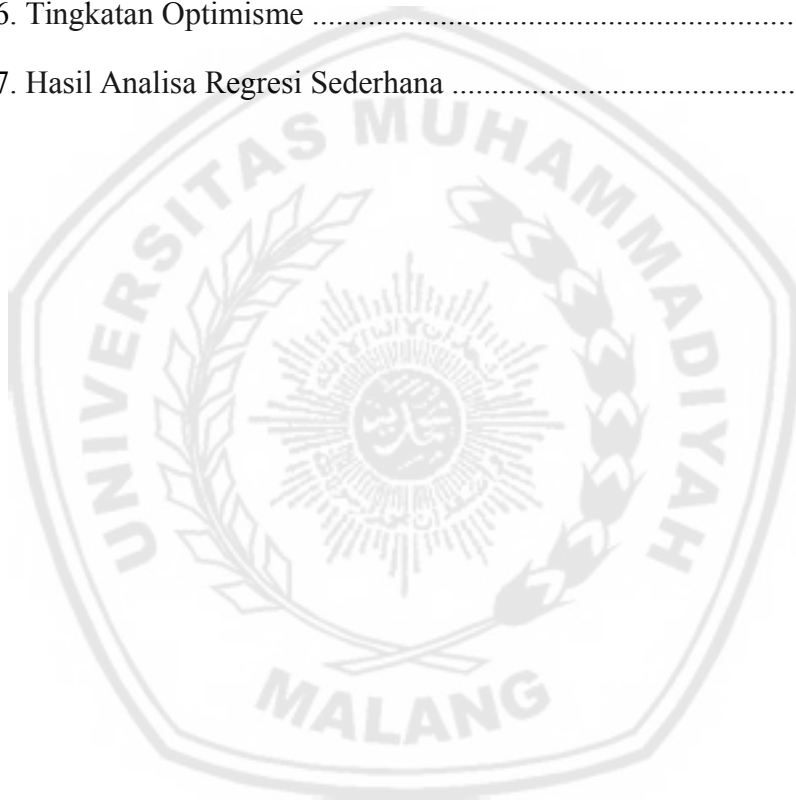 6. Tingkatan Optimisme ............................................................
7. Hasil Analisa Regresi Sederhana ...........................................
UNIVERSITAS MUHAMMADIYAH
MALANG